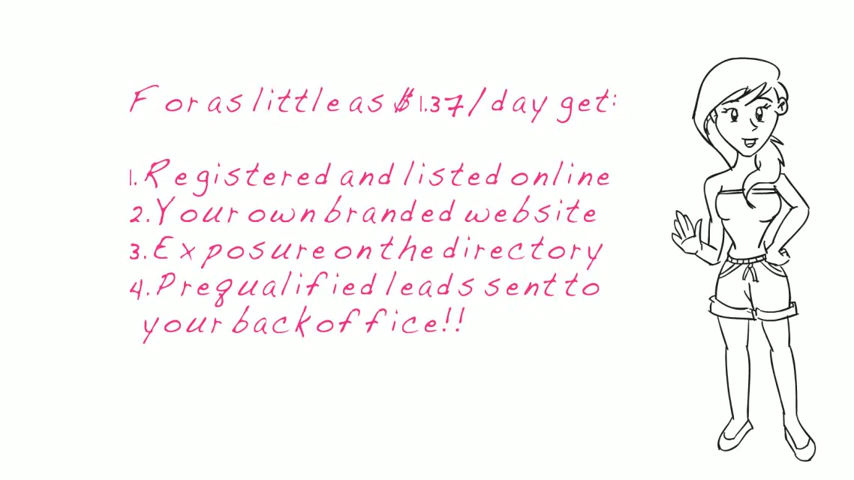 For as little as $1.37/day get:
1. Registered and listed online
2. Your own branded website
3. Exposure on the directory
4. Prequalified leads sent to
your back office!!